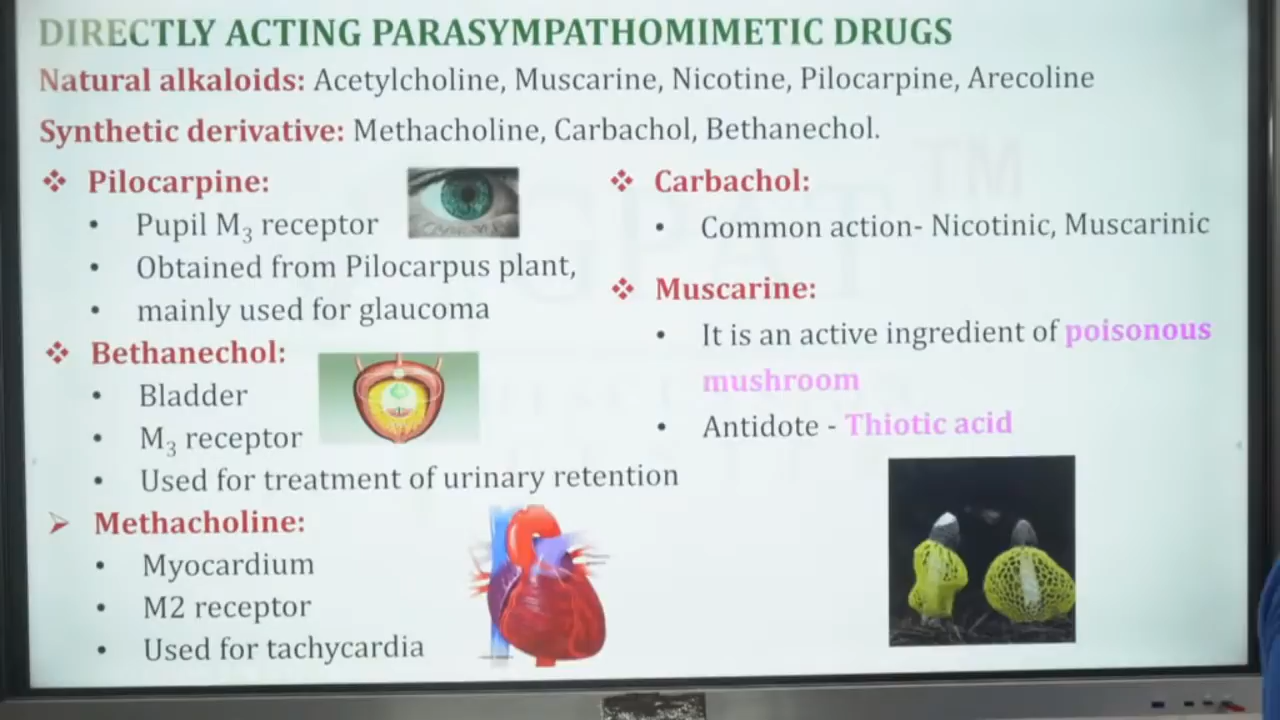 DIRECTLY ACTING PARASYMPATHOMIMETIC DRUGS
Natural alkaloids: Acetylcholine, Muscarine, Nicotine, Pilocarpine, Arecoline
Synthetic derivative: Methacholine, Carbachol, Bethanechol.
❖ Pilocarpine:
• Pupil M₃ receptor
• Obtained from Pilocarpus plant,
• mainly used for glaucoma
❖ Bethanechol:
• Bladder
• M₃ receptor
• Used for treatment of urinary retention
➢ Methacholine:
• Myocardium
• M2 receptor
• Used for tachycardia
❖ Carbachol:
• Common action- Nicotinic, Muscarinic
❖ Muscarine:
• It is an active ingredient of poisonous
mushroom
• Antidote - Thiotic acid
GPAT TM